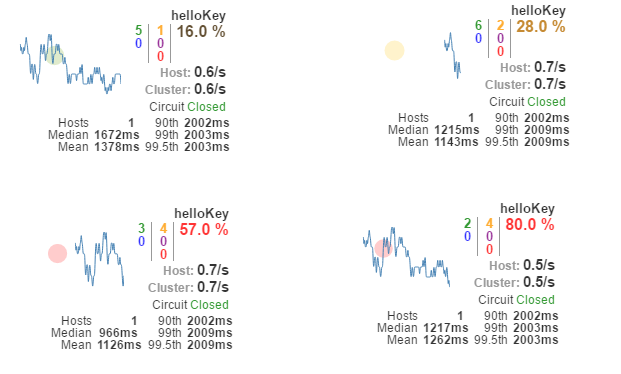 helloKey
5 1 16.0 %
0 0
0
Host: 0.6/s
Cluster: 0.6/s
Circuit Closed
Hosts 1 90th 2002ms
Median 1672ms 99th 2003ms
Mean 1378ms 99.5th 2003ms
helloKey
6 2 28.0 %
0 0
0
Host: 0.7/s
Cluster: 0.7/s
Circuit Closed
Hosts 1 90th 2002ms
Median 1215ms 99th 2009ms
Mean 1143ms 99.5th 2009ms
helloKey
3 4 57.0 %
0 0
0
Host: 0.7/s
Cluster: 0.7/s
Circuit Closed
Hosts 1 90th 2002ms
Median 966ms 99th 2009ms
Mean 1126ms 99.5th 2009ms
helloKey
2 4 80.0 %
0 0
0
Host: 0.5/s
Cluster: 0.5/s
Circuit Closed
Hosts 1 90th 2002ms
Median 1217ms 99th 2003ms
Mean 1262ms 99.5th 2003ms